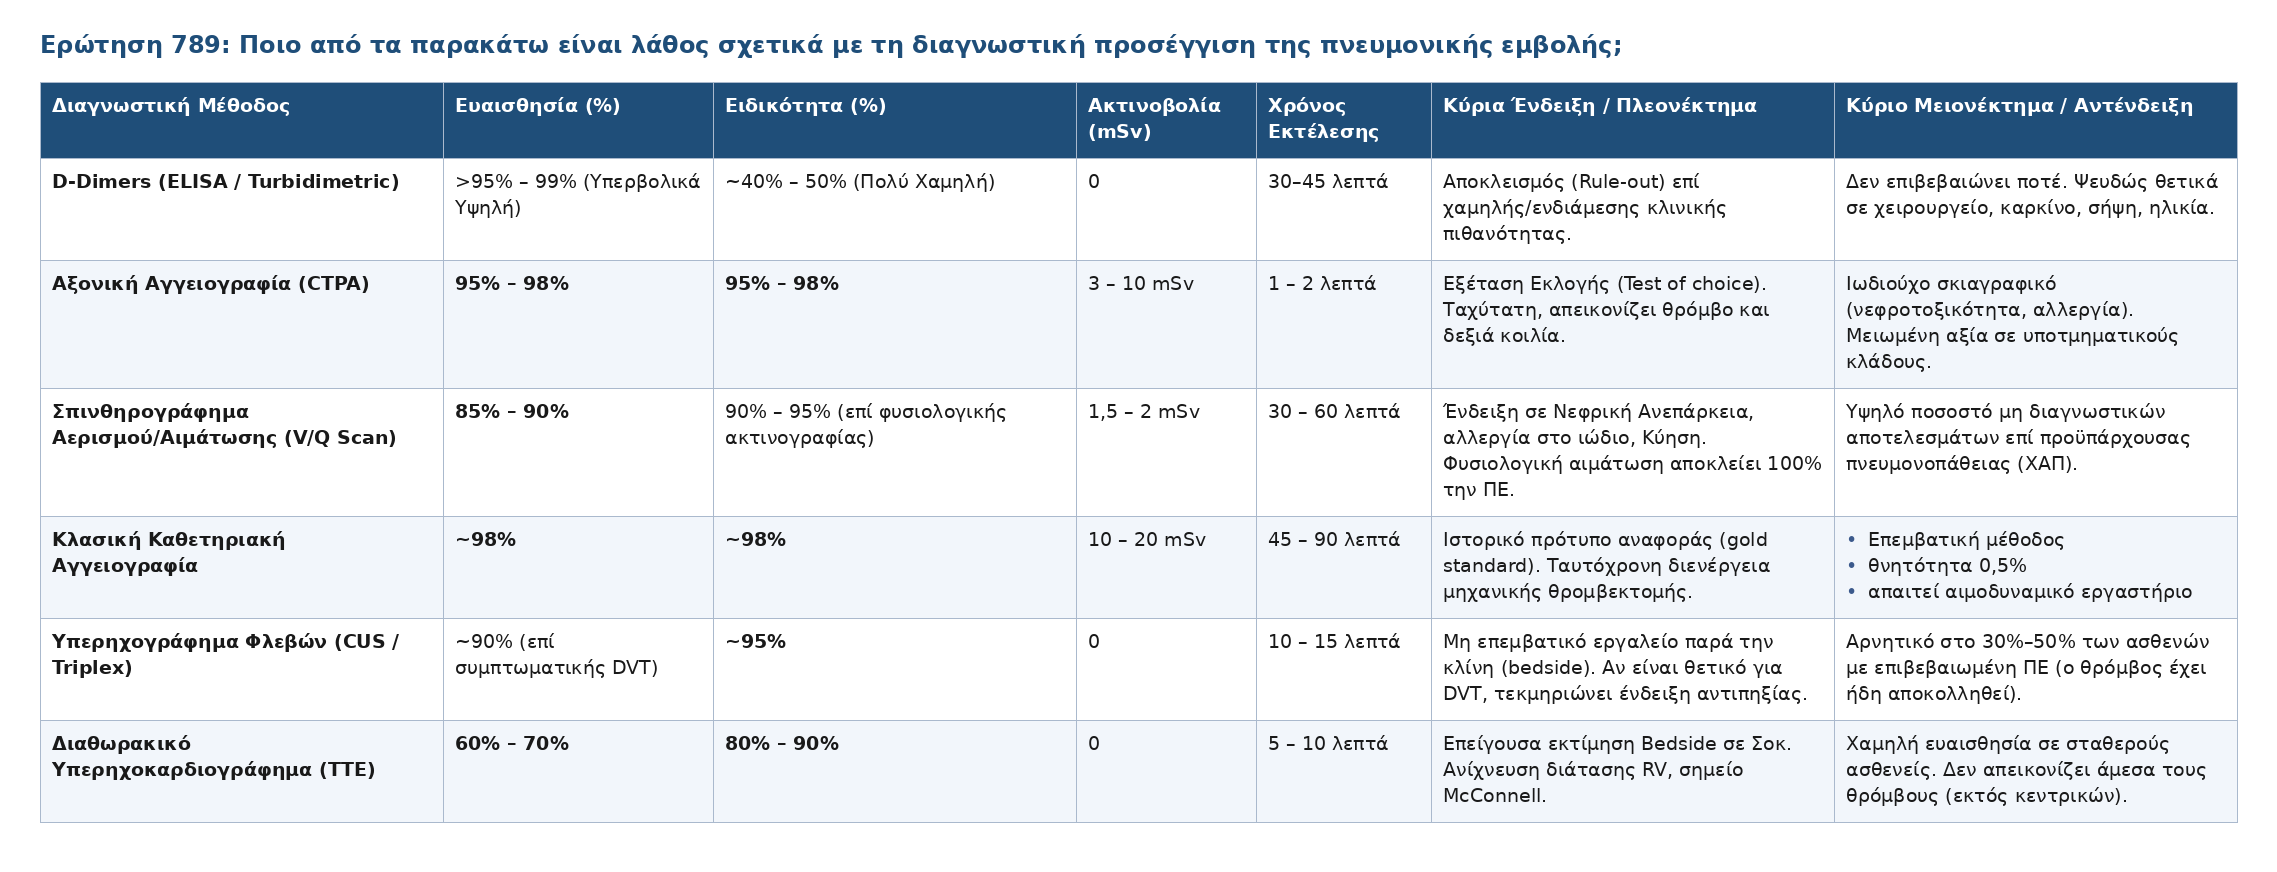 Ερώτηση 789: Ποιο από τα παρακάτω είναι λάθος σχετικά με τη διαγνωστική προσέγγιση της πνευμονικής εμβολής;
Διαγνωστική Μέθοδος
Ευαισθησία (%)
Ειδικότητα (%)
Ακτινοβολία
(mSv)
Χρόνος
Εκτέλεσης
Κύρια Ένδειξη / Πλεονέκτημα
Κύριο Μειονέκτημα / Αντένδειξη
D-Dimers (ELISA / Turbidimetric)
>95% – 99% (Υπερβολικά
Υψηλή)
~40% – 50% (Πολύ Χαμηλή)
0
30–45 λεπτά
Αποκλεισμός (Rule-out) επί
χαμηλής/ενδιάμεσης κλινικής
πιθανότητας.
Δεν επιβεβαιώνει ποτέ. Ψευδώς θετικά
σε χειρουργείο, καρκίνο, σήψη, ηλικία.
Αξονική Αγγειογραφία (CTPA)
95% – 98%
95% – 98%
3 – 10 mSv
1 – 2 λεπτά
Εξέταση Εκλογής (Test of choice).
Ταχύτατη, απεικονίζει θρόμβο και
δεξιά κοιλία.
Ιωδιούχο σκιαγραφικό
(νεφροτοξικότητα, αλλεργία).
Μειωμένη αξία σε υποτμηματικούς
κλάδους.
Σπινθηρογράφημα
Αερισμού/Αιμάτωσης (V/Q Scan)
85% – 90%
90% – 95% (επί φυσιολογικής
ακτινογραφίας)
1,5 – 2 mSv
30 – 60 λεπτά
Ένδειξη σε Νεφρική Ανεπάρκεια,
αλλεργία στο ιώδιο, Κύηση.
Φυσιολογική αιμάτωση αποκλείει 100%
την ΠΕ.
Υψηλό ποσοστό μη διαγνωστικών
αποτελεσμάτων επί προϋπάρχουσας
πνευμονοπάθειας (ΧΑΠ).
Κλασική Καθετηριακή
Αγγειογραφία
~98%
~98%
10 – 20 mSv
45 – 90 λεπτά
Ιστορικό πρότυπο αναφοράς (gold
standard). Ταυτόχρονη διενέργεια
μηχανικής θρομβεκτομής.
• Επεμβατική μέθοδος
• θνητότητα 0,5%
• απαιτεί αιμοδυναμικό εργαστήριο
Υπερηχογράφημα Φλεβών (CUS /
Triplex)
~90% (επί
συμπτωματικής DVT)
~95%
0
10 – 15 λεπτά
Μη επεμβατικό εργαλείο παρά την
κλίνη (bedside). Αν είναι θετικό για
DVT, τεκμηριώνει ένδειξη αντιπηξίας.
Αρνητικό στο 30%–50% των ασθενών
με επιβεβαιωμένη ΠΕ (ο θρόμβος έχει
ήδη αποκολληθεί).
Διαθωρακικό
Υπερηχοκαρδιογράφημα (TTE)
60% – 70%
80% – 90%
0
5 – 10 λεπτά
Επείγουσα εκτίμηση Bedside σε Σοκ.
Ανίχνευση διάτασης RV, σημείο
McConnell.
Χαμηλή ευαισθησία σε σταθερούς
ασθενείς. Δεν απεικονίζει άμεσα τους
θρόμβους (εκτός κεντρικών).